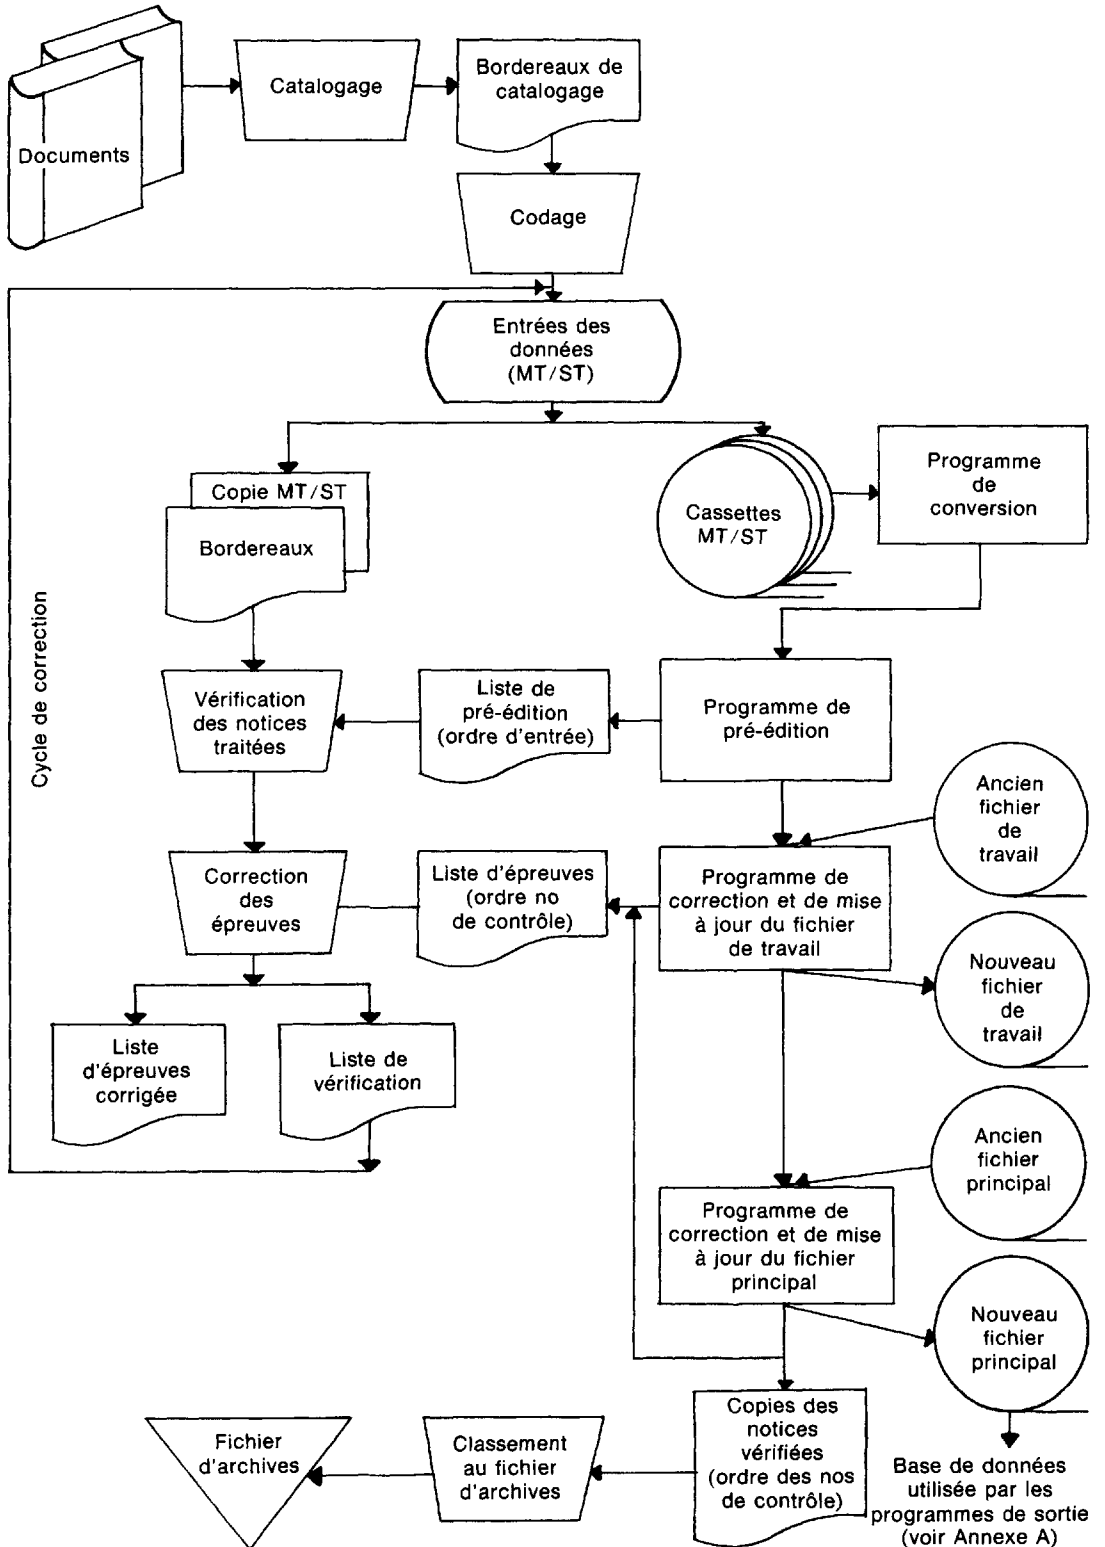 Documents
Catalogage
Bordereaux de
catalogage
Codage
Entrées des
données
(MT/ST)
Copie MT/ST
Bordereaux
Cassettes
MT/ST
Programme
de
conversion
Cycle de correction
Vérification
des notices
traitées
Liste de
pré-édition
(ordre d'entrée)
Programme de
pré-édition
Ancien
fichier
de
travail
Correction
des
épreuves
Liste d'épreuves
(ordre no
de contrôle)
Programme de
correction et de mise
à jour du fichier
de travail
Nouveau
fichier
de
travail
Liste
d'épreuves
corrigée
Liste de
vérification
Ancien
fichier
principal
Programme de
correction et de mise
à jour du fichier
principal
Nouveau
fichier
principal
Fichier
d'archives
Classement
au fichier
d'archives
Copies des
notices
vérifiées
(ordre des nos
de contrôle)
Base de données
utilisée par les
programmes de sortie
(voir Annexe A)